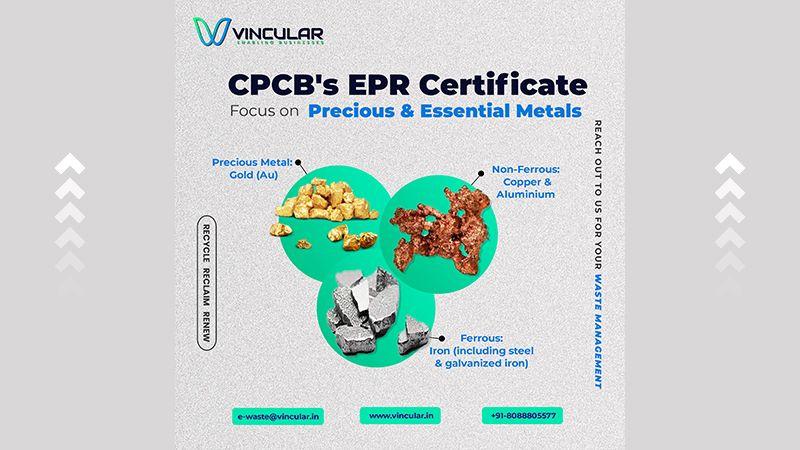 VINCULAR
ENABLING BUSINESSES
CPCB's EPR Certificate
Focus on Precious & Essential Metals
Precious Metal:
Gold (Au)
Non-Ferrous:
Copper &
Aluminium
Ferrous:
Iron (including steel
& galvanized iron)
RECYCLE RECLAIM RENEW
REACH OUT TO US FOR YOUR WASTE MANAGEMENT
e-waste@vincular.in
www.vincular.in
+91-8088805577